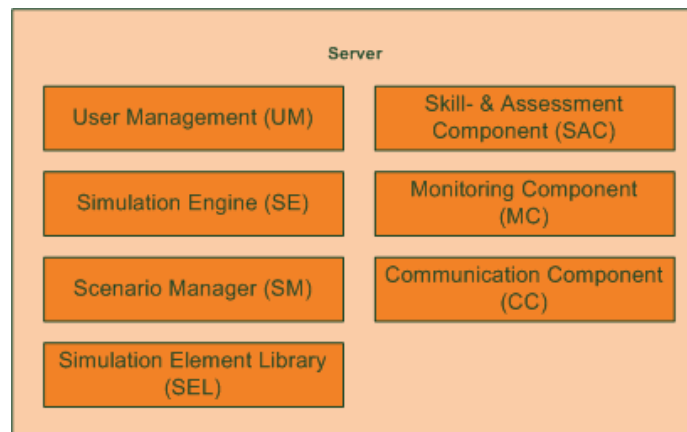 Server
User Management (UM)
Simulation Engine (SE)
Scenario Manager (SM)
Simulation Element Library
(SEL)
Skill- & Assessment
Component (SAC)
Monitoring Component
(MC)
Communication Component
(CC)